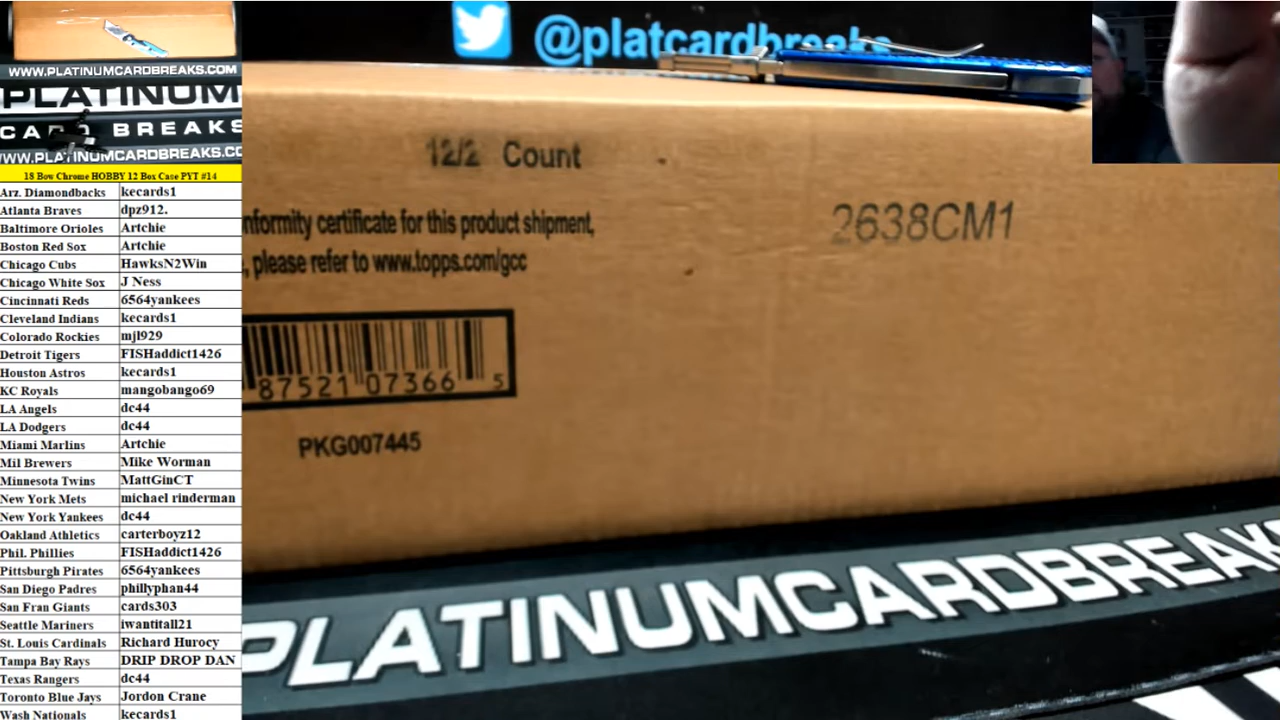 WWW.PLATINUMCARDBREAKS.COM
PLATINUM
CARD BREAKS
WWW.PLATINUMCARDBREAKS.CO
18 Bow Chrome HOBBY 12 Box Case PYT #14
Arz. Diamondbacks kecards1
Atlanta Braves dpz912.
Baltimore Orioles Artchie
Boston Red Sox Artchie
Chicago Cubs HawksN2Win
Chicago White Sox J Ness
Cincinnati Reds 6564yankees
Cleveland Indians kecards1
Colorado Rockies mjl929
Detroit Tigers FISHaddict1426
Houston Astros kecards1
KC Royals mangobango69
LA Angels dc44
LA Dodgers dc44
Miami Marlins Artchie
Mil Brewers Mike Worman
Minnesota Twins MattGinCT
New York Mets michael rinderman
New York Yankees dc44
Oakland Athletics carterboyz12
Phil. Phillies FISHaddict1426
Pittsburgh Pirates 6564yankees
San Diego Padres phillyphan44
San Fran Giants cards303
Seattle Mariners iwantitall21
St. Louis Cardinals Richard Hurocy
Tampa Bay Rays DRIP DROP DAN
Texas Rangers dc44
Toronto Blue Jays Jordon Crane
Wash Nationals kecards1
@platcardbreaks
12/2 Count
nformity certificate for this product shipment,
, please refer to www.topps.com/gcc
2638CM1
87521 07366 5
PKG007445
PLATINUMCARDBREAKS